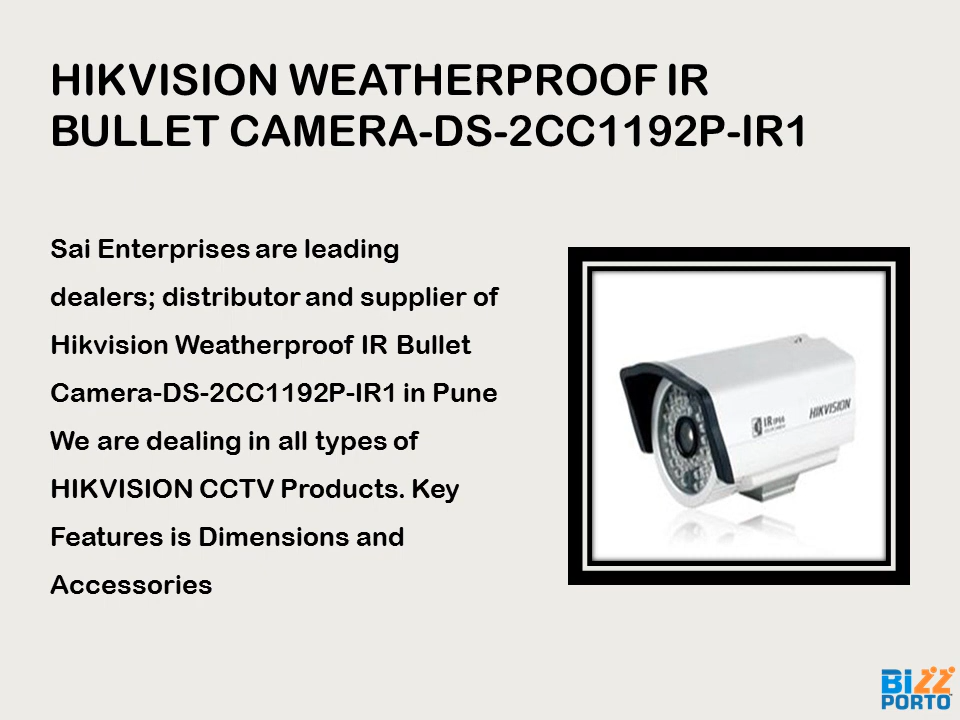 HIKVISION WEATHERPROOF IR
BULLET CAMERA-DS-2CC1192P-IR1
Sai Enterprises are leading
dealers; distributor and supplier of
Hikvision Weatherproof IR Bullet
Camera-DS-2CC1192P-IR1 in Pune
We are dealing in all types of
HIKVISION CCTV Products. Key
Features is Dimensions and
Accessories
HIKVISION
IR IP66
BiZZ
PORTO